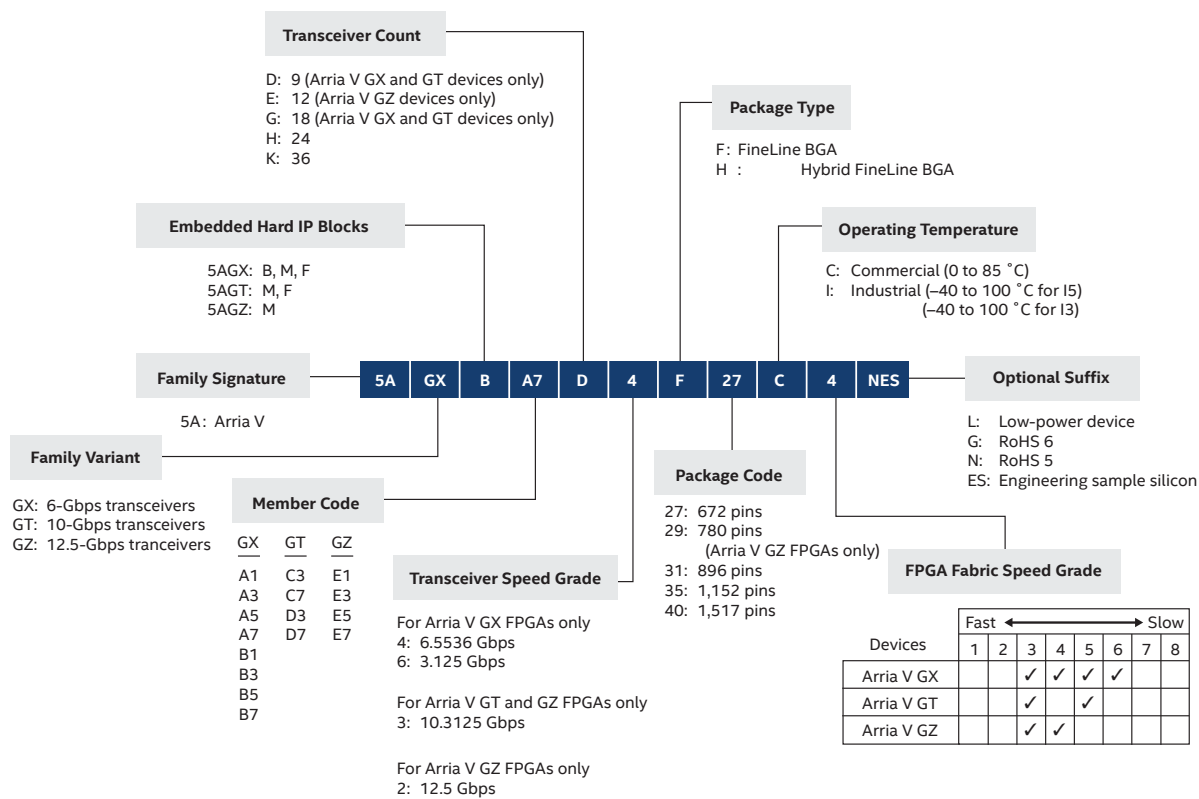 Transceiver Count
D: 9 (Arria V GX and GT devices only)
E: 12 (Arria V GZ devices only)
G: 18 (Arria V GX and GT devices only)
H: 24
K: 36
Package Type
F: FineLine BGA
H : Hybrid FineLine BGA
Embedded Hard IP Blocks
5AGX: B, M, F
5AGT: M, F
5AGZ: M
Operating Temperature
C: Commercial (0 to 85 ˚C)
I: Industrial (–40 to 100 ˚C for I5)
(–40 to 100 ˚C for I3)
Family Signature
5A: Arria V
5A GX B A7 D 4 F 27 C 4 NES
Optional Suffix
L: Low-power device
G: RoHS 6
N: RoHS 5
ES: Engineering sample silicon
Family Variant
GX: 6-Gbps transceivers
GT: 10-Gbps transceivers
GZ: 12.5-Gbps tranceivers
Member Code
GX GT GZ
A1 C3 E1
A3 C7 E3
A5 D3 E5
A7 D7 E7
B1
B3
B5
B7
Transceiver Speed Grade
For Arria V GX FPGAs only
4: 6.5536 Gbps
6: 3.125 Gbps
For Arria V GT and GZ FPGAs only
3: 10.3125 Gbps
For Arria V GZ FPGAs only
2: 12.5 Gbps
Package Code
27: 672 pins
29: 780 pins
(Arria V GZ FPGAs only)
31: 896 pins
35: 1,152 pins
40: 1,517 pins
FPGA Fabric Speed Grade
Fast Slow
Devices 1 2 3 4 5 6 7 8
Arria V GX ✓ ✓ ✓ ✓
Arria V GT ✓ ✓
Arria V GZ ✓ ✓